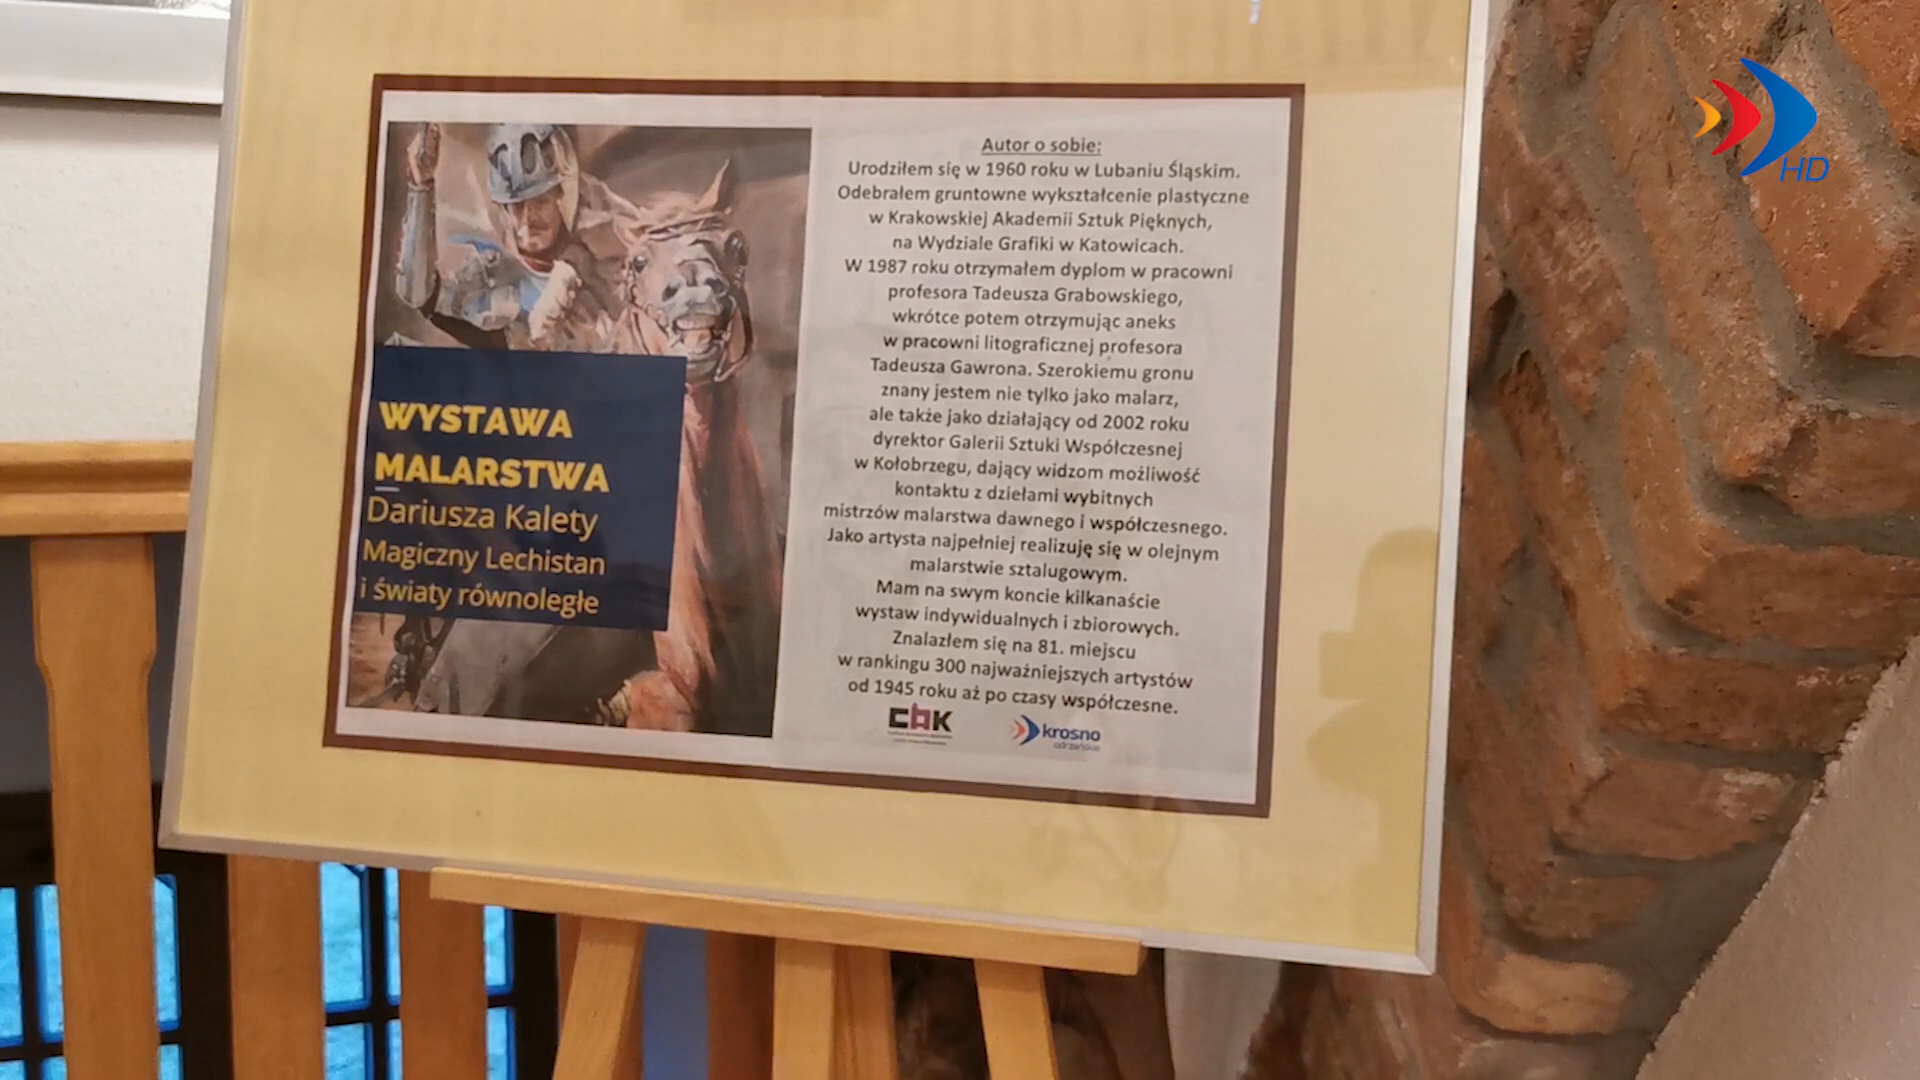 HD
WYSTAWA
MALARSTWA
Dariusza Kalety
Magiczny Lechistan
i światy równoległe
Autor o sobie:
Urodziłem się w 1960 roku w Lubaniu Śląskim.
Odebrałem gruntowne wykształcenie plastyczne
w Krakowskiej Akademii Sztuk Pięknych,
na Wydziale Grafiki w Katowicach.
W 1987 roku otrzymałem dyplom w pracowni
profesora Tadeusza Grabowskiego,
wkrótce potem otrzymując aneks
w pracowni litograficznej profesora
Tadeusza Gawrona. Szerokiemu gronu
znany jestem nie tylko jako malarz,
ale także jako działający od 2002 roku
dyrektor Galerii Sztuki Współczesnej
w Kołobrzegu, dający widzom możliwość
kontaktu z dziełami wybitnych
mistrzów malarstwa dawnego i współczesnego.
Jako artysta najpełniej realizuję się w olejnym
malarstwie sztalugowym.
Mam na swym koncie kilkanaście
wystaw indywidualnych i zbiorowych.
Znalazłem się na 81. miejscu
w rankingu 300 najważniejszych artystów
od 1945 roku aż po czasy współczesne.
CAK
krosno
odrzańskie